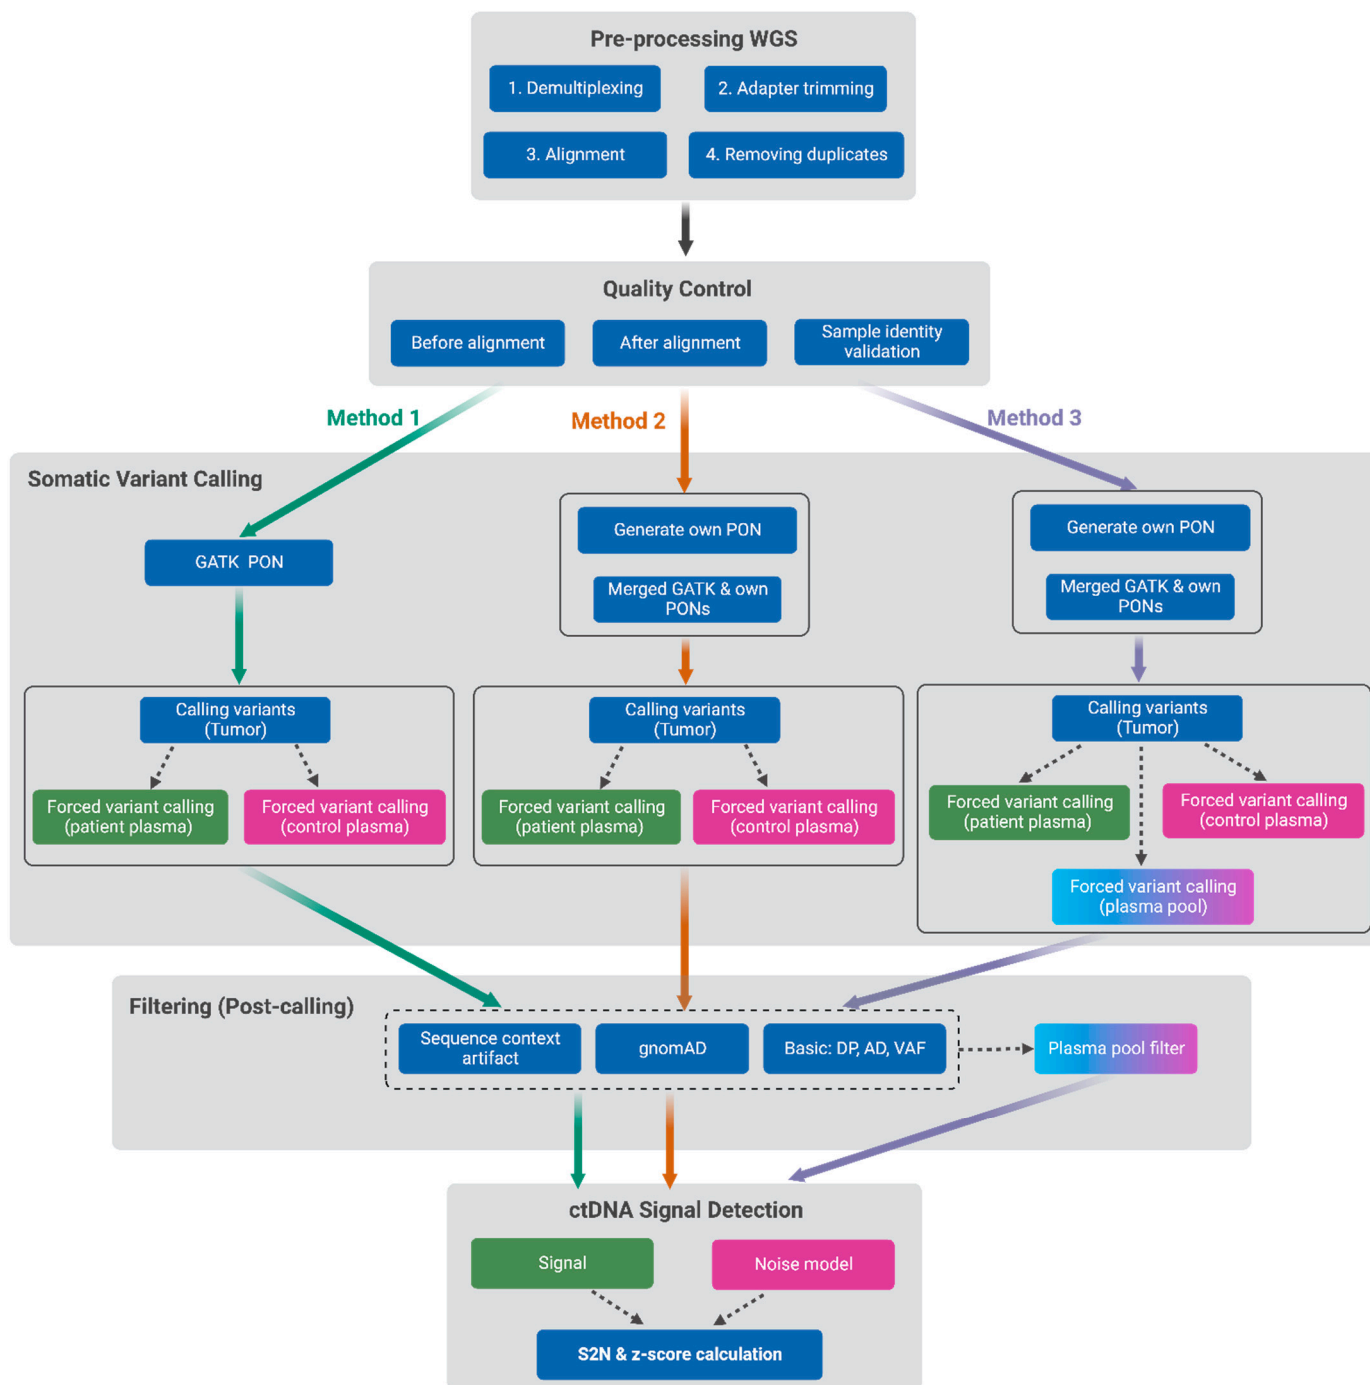 Pre-processing WGS
1. Demultiplexing
2. Adapter trimming
3. Alignment
4. Removing duplicates
Quality Control
Before alignment
After alignment
Sample identity
validation
Method 1
Method 2
Method 3
Somatic Variant Calling
GATK PON
Generate own PON
Merged GATK & own
PONs
Generate own PON
Merged GATK & own
PONs
Calling variants
(Tumor)
Forced variant calling
(patient plasma)
Forced variant calling
(control plasma)
Calling variants
(Tumor)
Forced variant calling
(patient plasma)
Forced variant calling
(control plasma)
Calling variants
(Tumor)
Forced variant calling
(patient plasma)
Forced variant calling
(control plasma)
Forced variant calling
(plasma pool)
Filtering (Post-calling)
Sequence context
artifact
gnomAD
Basic: DP, AD, VAF
Plasma pool filter
ctDNA Signal Detection
Signal
Noise model
S2N & z-score calculation